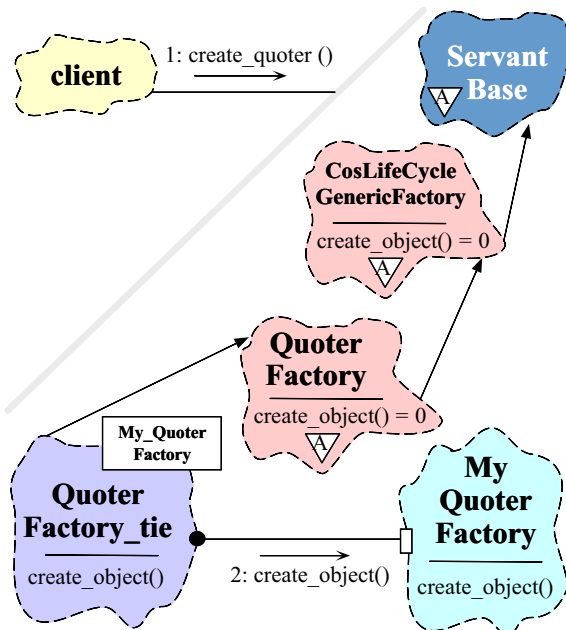 1: create_quoter ()
client
Servant
Base
A
CosLifeCycle
GenericFactory
create_object() = 0
A
Quoter
Factory
create_object() = 0
A
My_Quoter
Factory
Quoter
Factory_tie
create_object()
2: create_object()
My
Quoter
Factory
create_object()